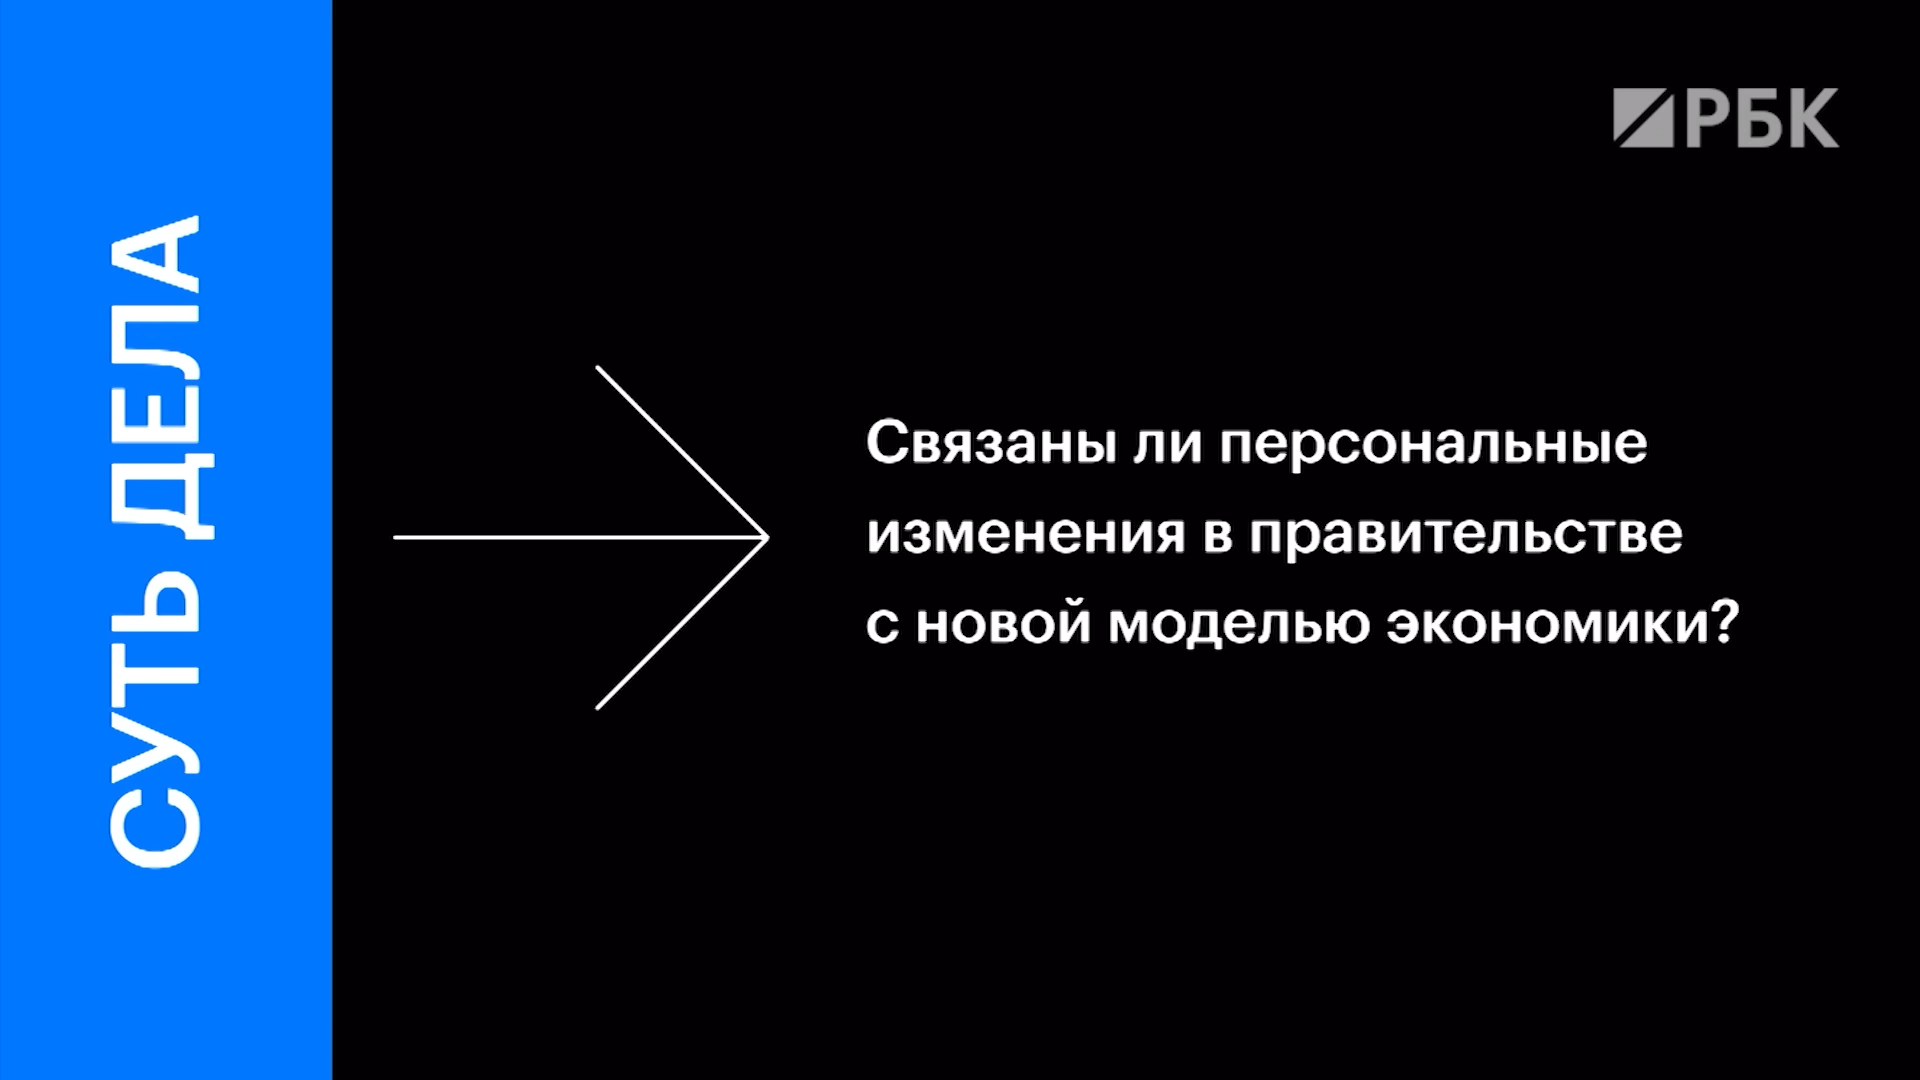 СУТЬ ДЕЛА
РБК
Связаны ли персональные
изменения в правительстве
с новой моделью экономики?